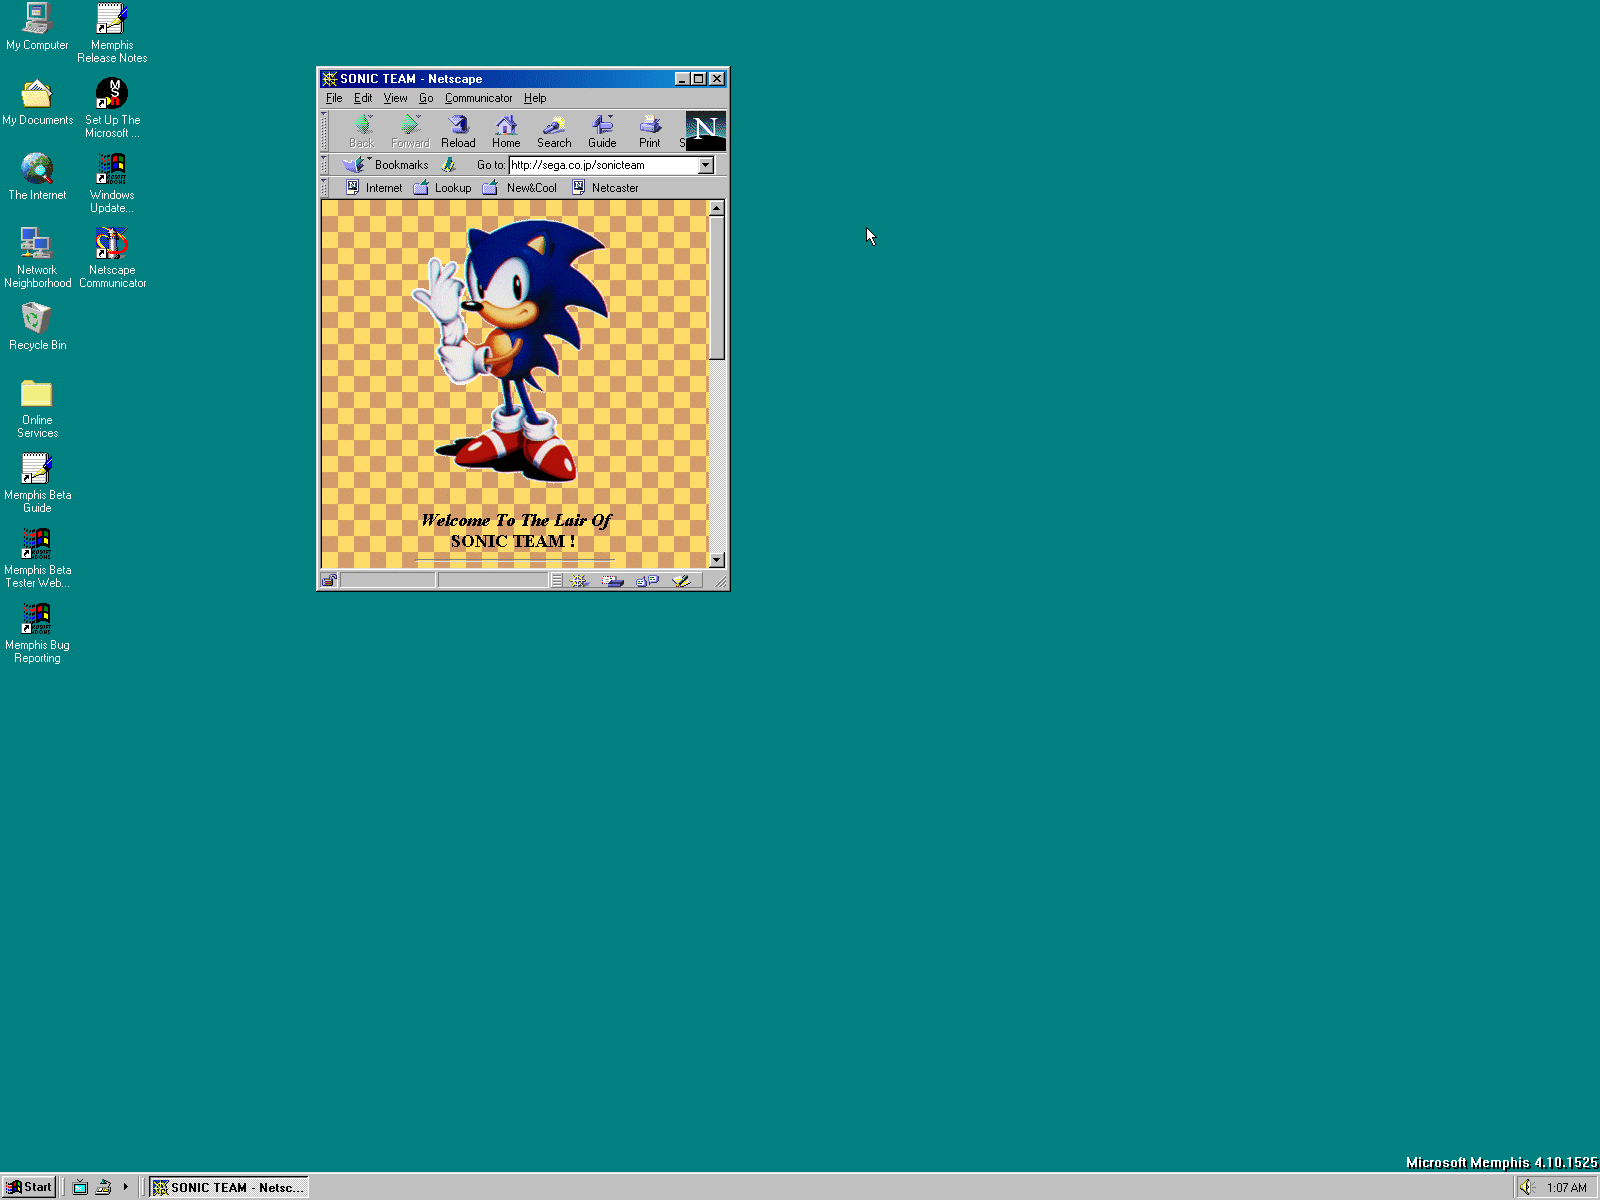 My Computer
Memphis
Release Notes
My Documents
Set Up The
Microsoft ...
The Internet
Windows
Update...
Network
Neighborhood
Netscape
Communicator
Recycle Bin
Online
Services
Memphis Beta
Guide
Memphis Beta
Tester Web...
Memphis Bug
Reporting
SONIC TEAM - Netscape
File Edit View Go Communicator Help
Back Forward Reload Home Search Guide Print S
N
Bookmarks Go to: http://sega.co.jp/sonicteam
Internet Lookup New&Cool Netcaster
Welcome To The Lair Of
SONIC TEAM !
Microsoft Memphis 4.10.1525
Start SONIC TEAM - Netsc... 1:07 AM